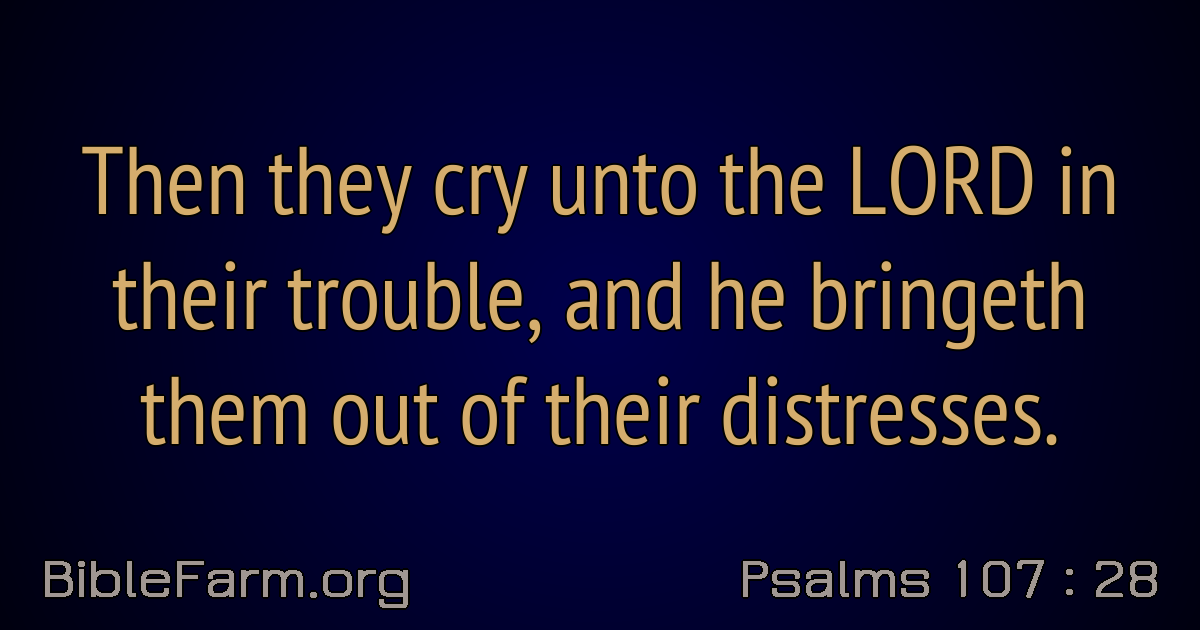 Then they cry unto the LORD in
their trouble, and he bringeth
them out of their distresses.
BibleFarm.org
Psalms 107 : 28